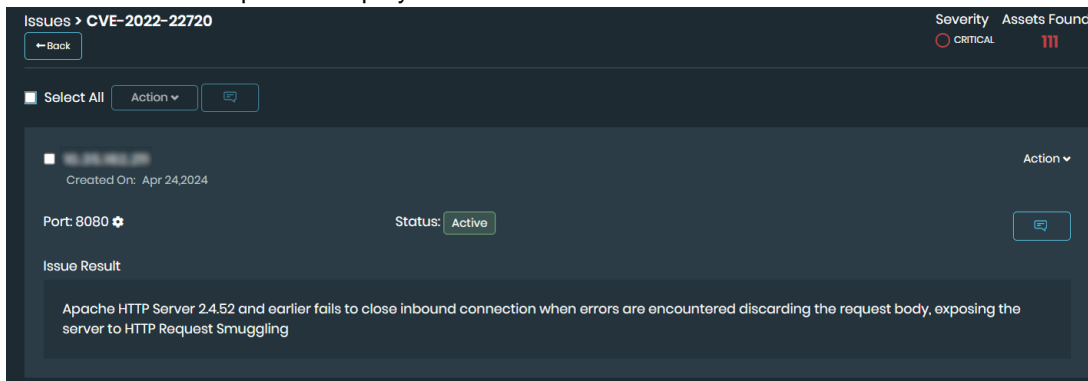 Issues > CVE-2022-22720
Severity Assets Found
←Back
CRITICAL 111
Select All Action
Action
Created On: Apr 24,2024
Port: 8080 Status: Active
Issue Result
Apache HTTP Server 2.4.52 and earlier fails to close inbound connection when errors are encountered discarding the request body, exposing the
server to HTTP Request Smuggling